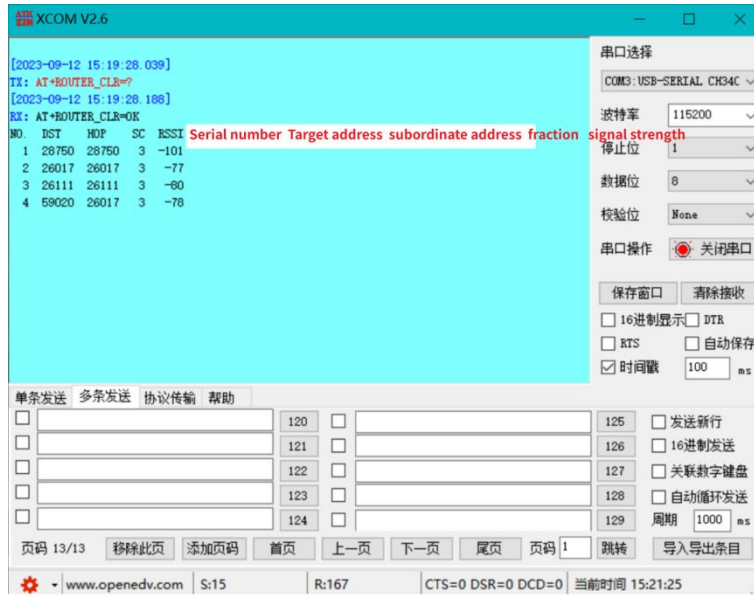 ATK XCOM V2.6
[2023-09-12 15:19:28.039]
TX: AT+ROUTER_CLR=?
[2023-09-12 15:19:28.188]
RX: AT+ROUTER_CLR=OK
NO. DST HOP SC RSSI Serial number Target address subordinate address fraction signal strength
1 28750 28750 3 -101
2 26017 26017 3 -77
3 26111 26111 3 -80
4 59020 26017 3 -78
串口选择
COM3:USB-SERIAL CH34C
波特率 115200
停止位 1
数据位 8
校验位 None
串口操作 关闭串口
保存窗口 清除接收
16进制显示 DTR
RTS 自动保存
时间戳 100 ms
单条发送 多条发送 协议传输 帮助
120 125 发送新行
121 126 16进制发送
122 127 关联数字键盘
123 128 自动循环发送
124 129 周期 1000 ms
页码 13/13 移除此页 添加页码 首页 上一页 下一页 尾页 页码 1 跳转 导入导出条目
www.openedv.com S:15 R:167 CTS=0 DSR=0 DCD=0 当前时间 15:21:25